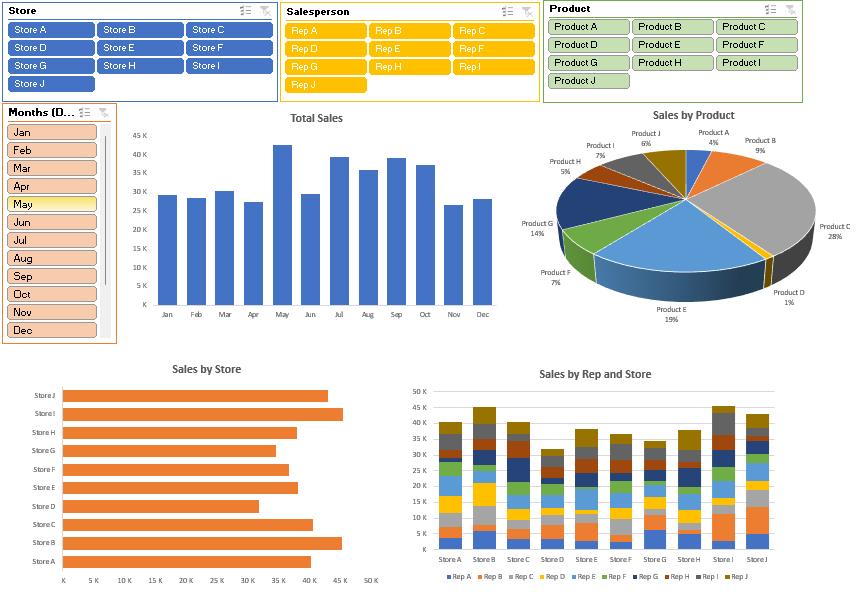 Store
Store A Store B Store C
Store D Store E Store F
Store G Store H Store I
Store J
Salesperson
Rep A Rep B Rep C
Rep D Rep E Rep F
Rep G Rep H Rep I
Rep J
Product
Product A Product B Product C
Product D Product E Product F
Product G Product H Product I
Product J
Months (D...
Jan
Feb
Mar
Apr
May
Jun
Jul
Aug
Sep
Oct
Nov
Dec
Total Sales
45 K
40 K
35 K
30 K
25 K
20 K
15 K
10 K
5 K
K
Jan Feb Mar Apr May Jun Jul Aug Sep Oct Nov Dec
Sales by Product
Product A
4%
Product B
9%
Product C
28%
Product D
1%
Product E
19%
Product F
7%
Product G
14%
Product H
5%
Product I
7%
Product J
6%
Sales by Store
Store J
Store I
Store H
Store G
Store F
Store E
Store D
Store C
Store B
Store A
K 5 K 10 K 15 K 20 K 25 K 30 K 35 K 40 K 45 K 50 K
Sales by Rep and Store
50 K
45 K
40 K
35 K
30 K
25 K
20 K
15 K
10 K
5 K
K
Store A Store B Store C Store D Store E Store F Store G Store H Store I Store J
Rep A Rep B Rep C Rep D Rep E Rep F Rep G Rep H Rep I Rep J